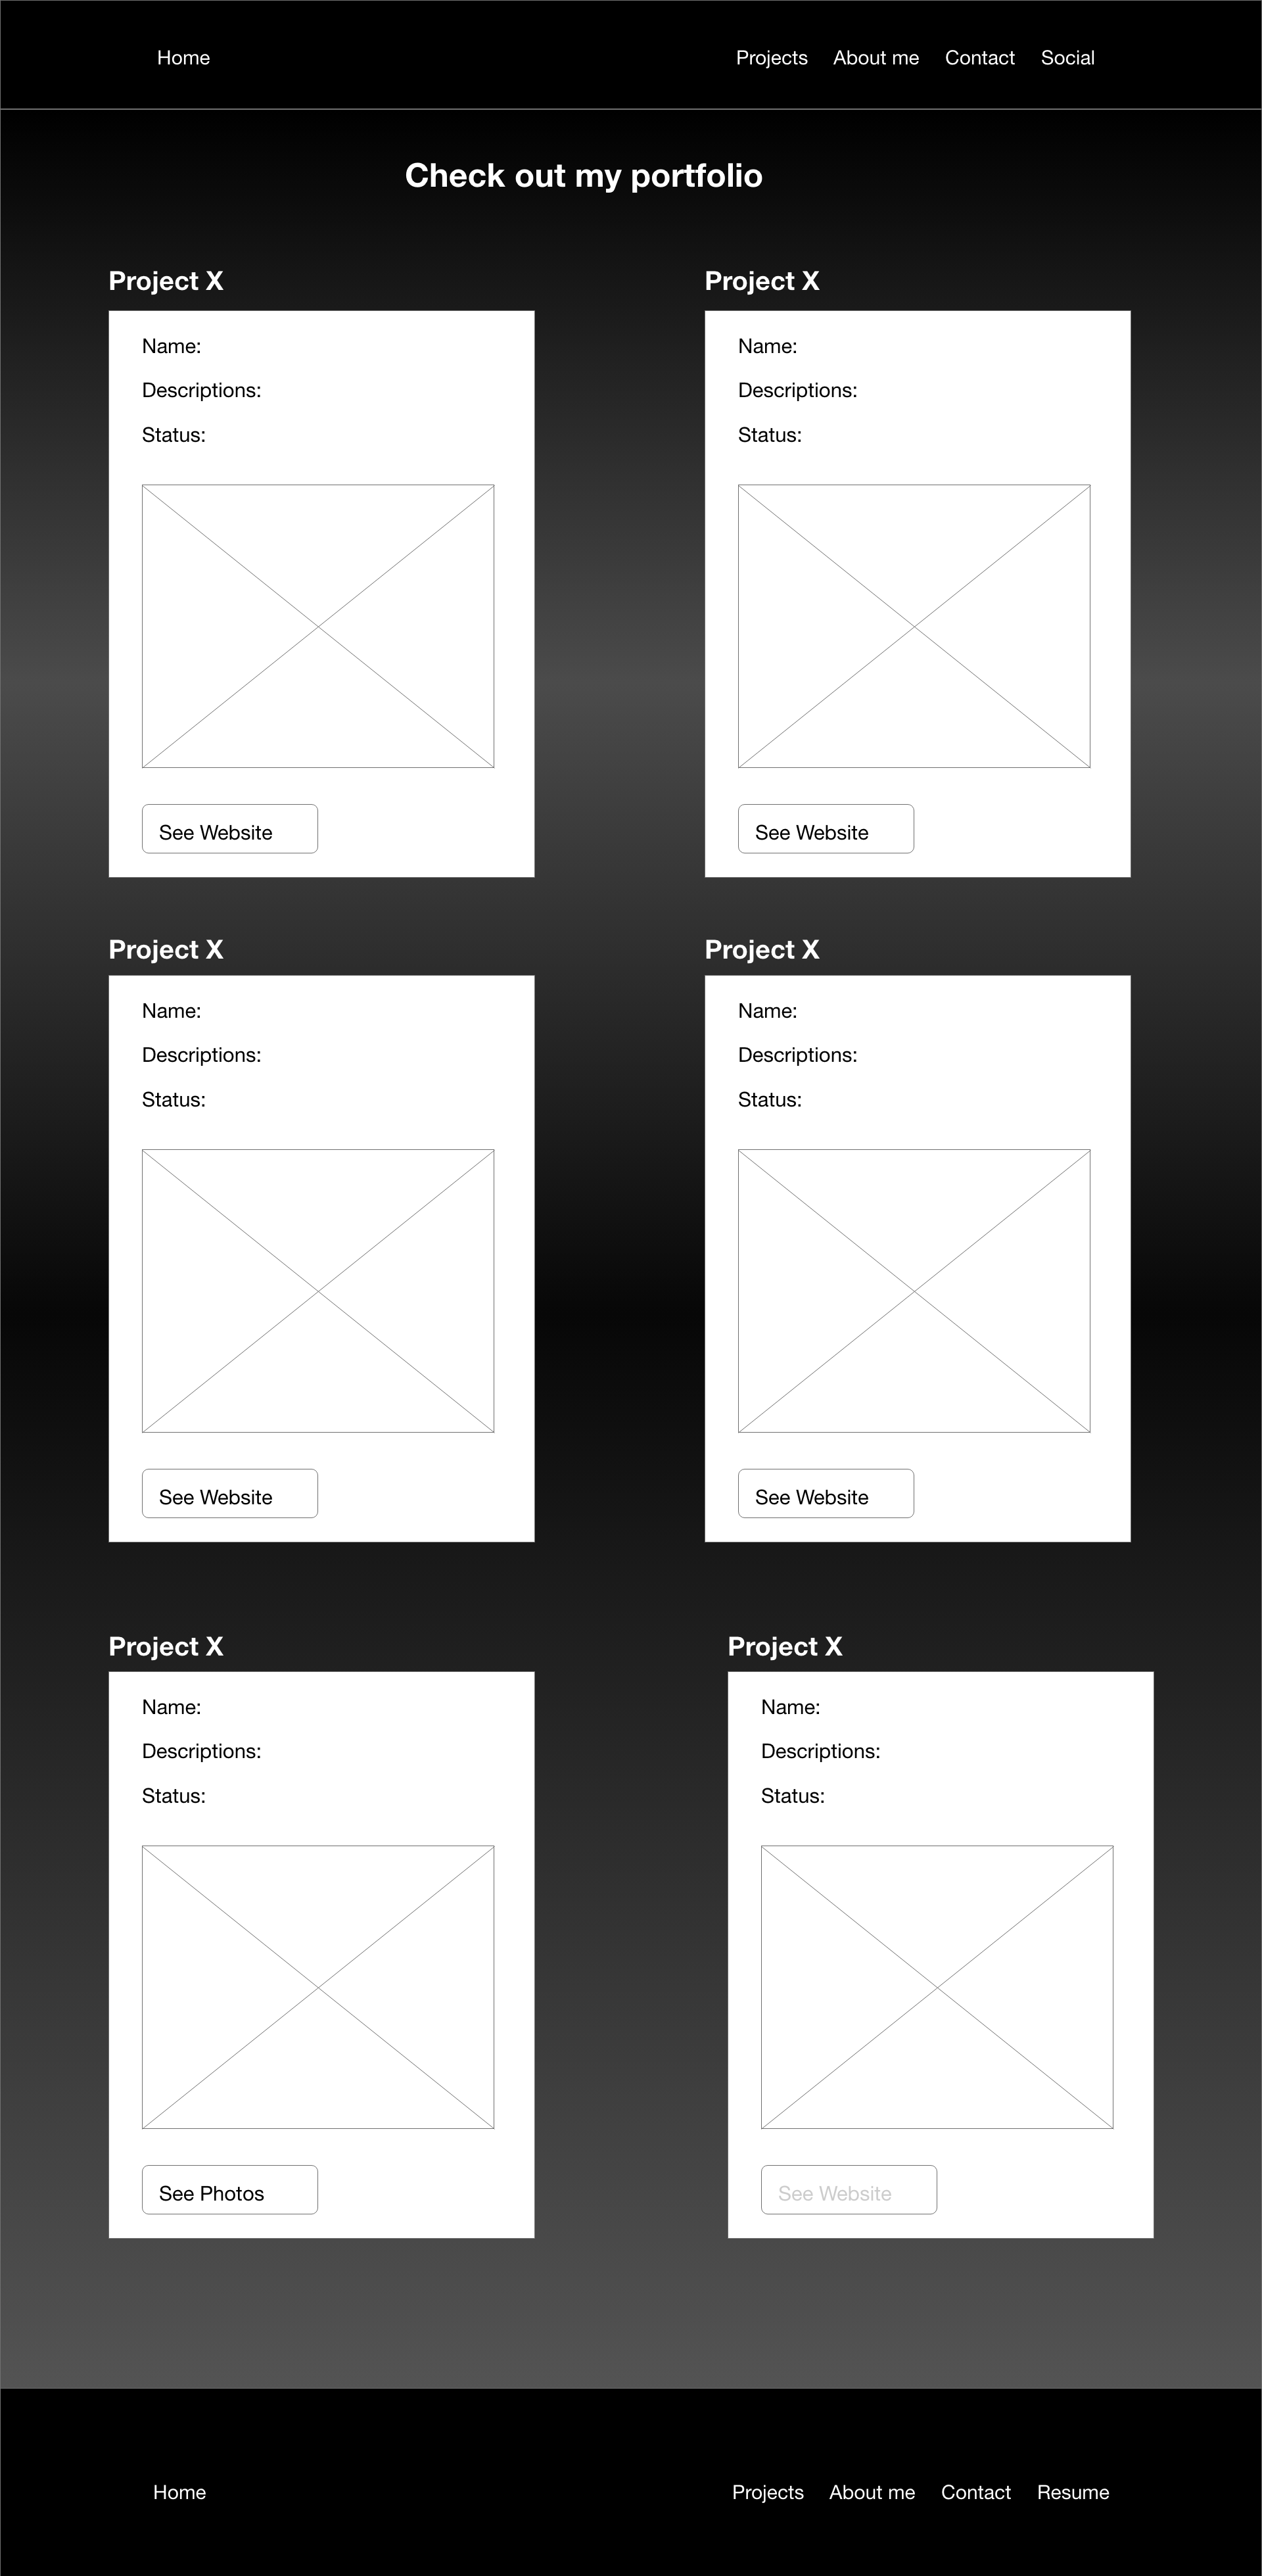 Home Projects About me Contact Social
Check out my portfolio
Project X
Name:
Descriptions:
Status:
See Website
Project X
Name:
Descriptions:
Status:
See Website
Project X
Name:
Descriptions:
Status:
See Website
Project X
Name:
Descriptions:
Status:
See Website
Project X
Name:
Descriptions:
Status:
See Photos
Project X
Name:
Descriptions:
Status:
See Website
Home Projects About me Contact Resume